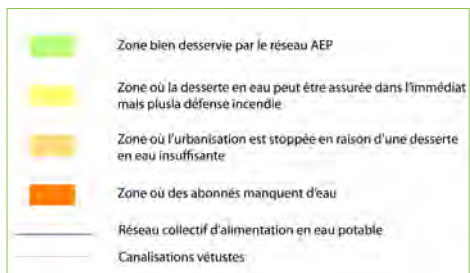 Zone bien desservie par le réseau AEP
Zone où la desserte en eau peut être assurée dans l'immédiat
mais plusla défense incendie
Zone où l'urbanisation est stoppée en raison d'une desserte
en eau insuffisante
Zone où des abonnés manquent d'eau
Réseau collectif d'alimentation en eau potable
Canalisations vétustes